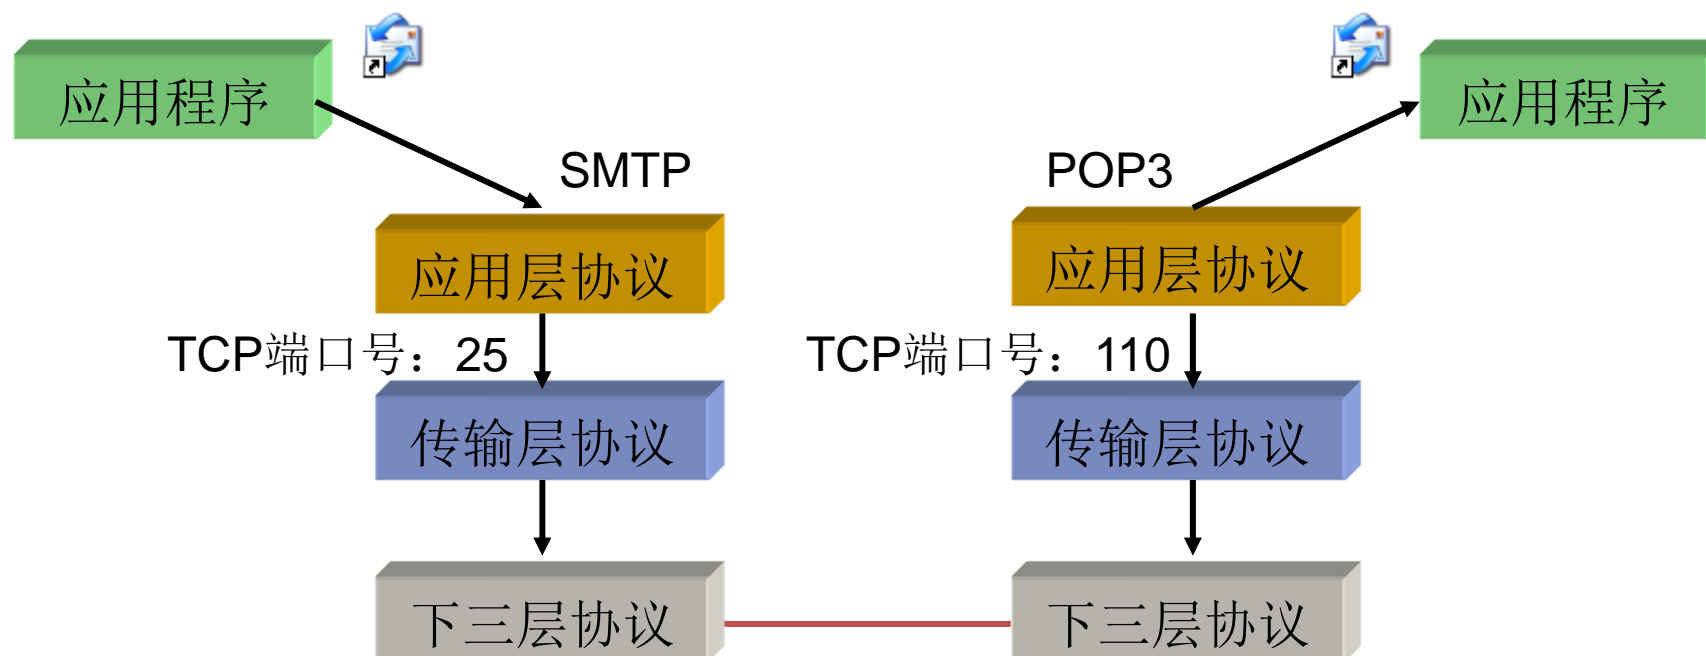 应用程序
应用程序
SMTP
POP3
应用层协议
应用层协议
TCP端口号：25
TCP端口号：110
传输层协议
传输层协议
下三层协议
下三层协议